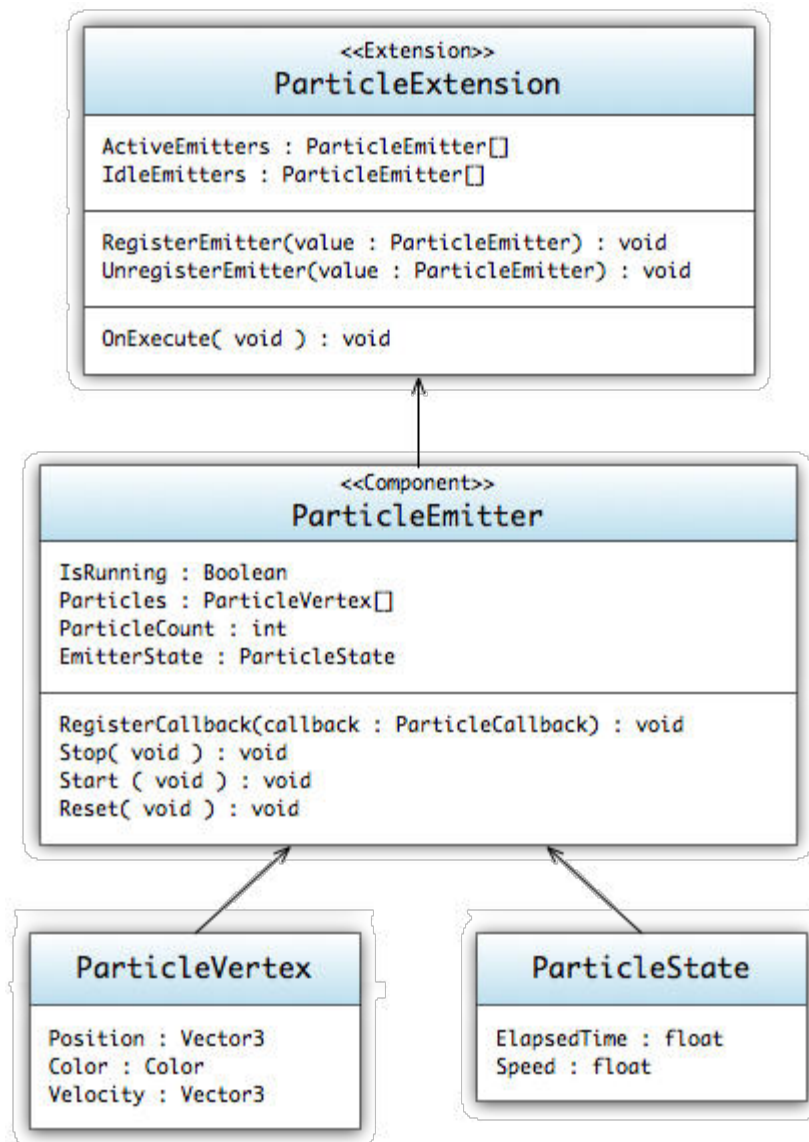 <<Extension>>
ParticleExtension
ActiveEmitters : ParticleEmitter[]
IdleEmitters : ParticleEmitter[]
RegisterEmitter(value : ParticleEmitter) : void
UnregisterEmitter(value : ParticleEmitter) : void
OnExecute( void ) : void
<<Component>>
ParticleEmitter
IsRunning : Boolean
Particles : ParticleVertex[]
ParticleCount : int
EmitterState : ParticleState
RegisterCallback(callback : ParticleCallback) : void
Stop( void ) : void
Start ( void ) : void
Reset( void ) : void
ParticleVertex
Position : Vector3
Color : Color
Velocity : Vector3
ParticleState
ElapsedTime : float
Speed : float